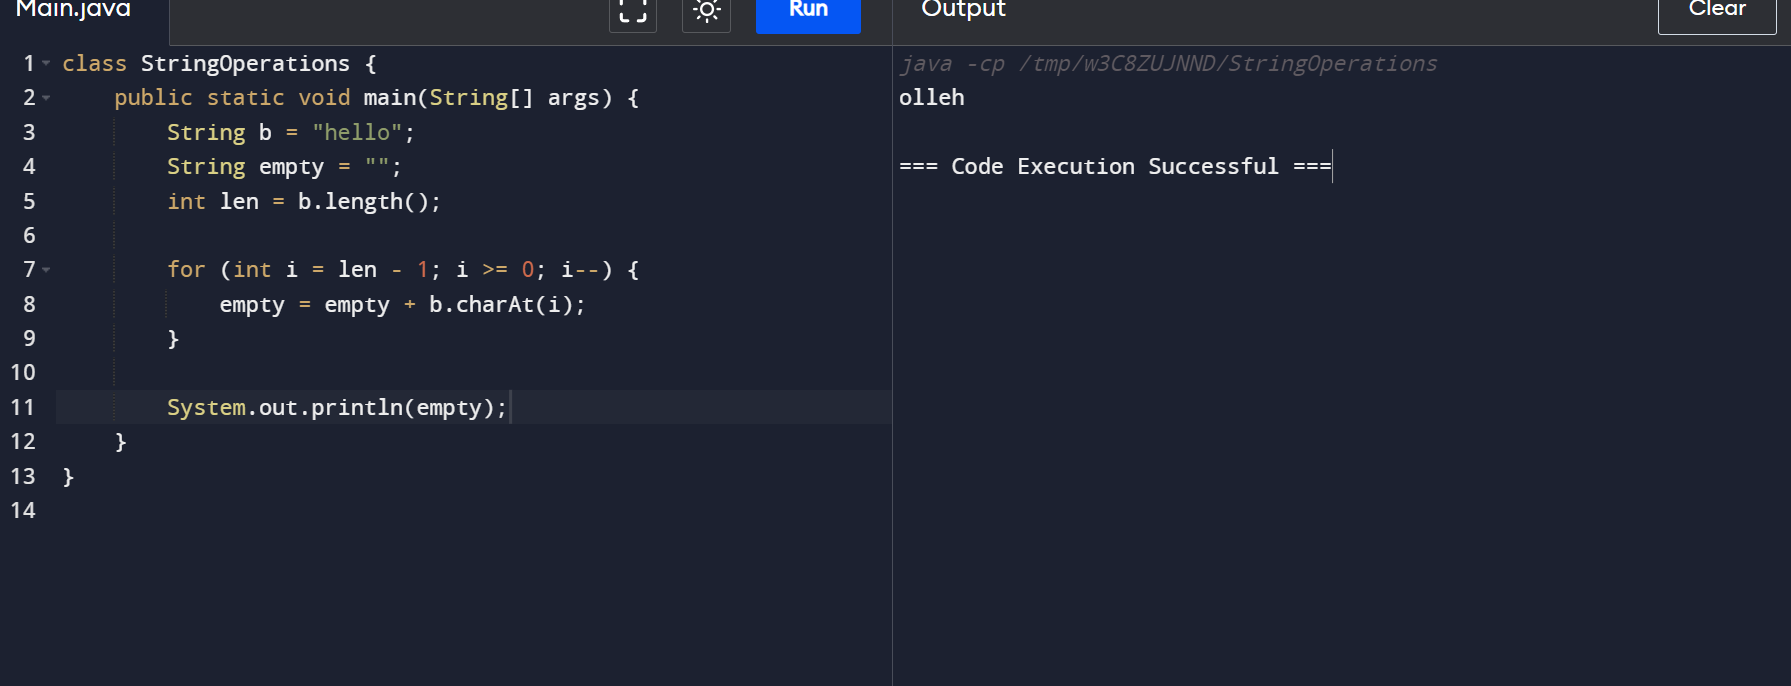 Main.java
Run
Output
Clear
1 class StringOperations {
2     public static void main(String[] args) {
3         String b = "hello";
4         String empty = "";
5         int len = b.length();
6
7         for (int i = len - 1; i >= 0; i--) {
8             empty = empty + b.charAt(i);
9         }
10
11         System.out.println(empty);
12     }
13 }
14
java -cp /tmp/w3C8ZUJNND/StringOperations
olleh
=== Code Execution Successful ===